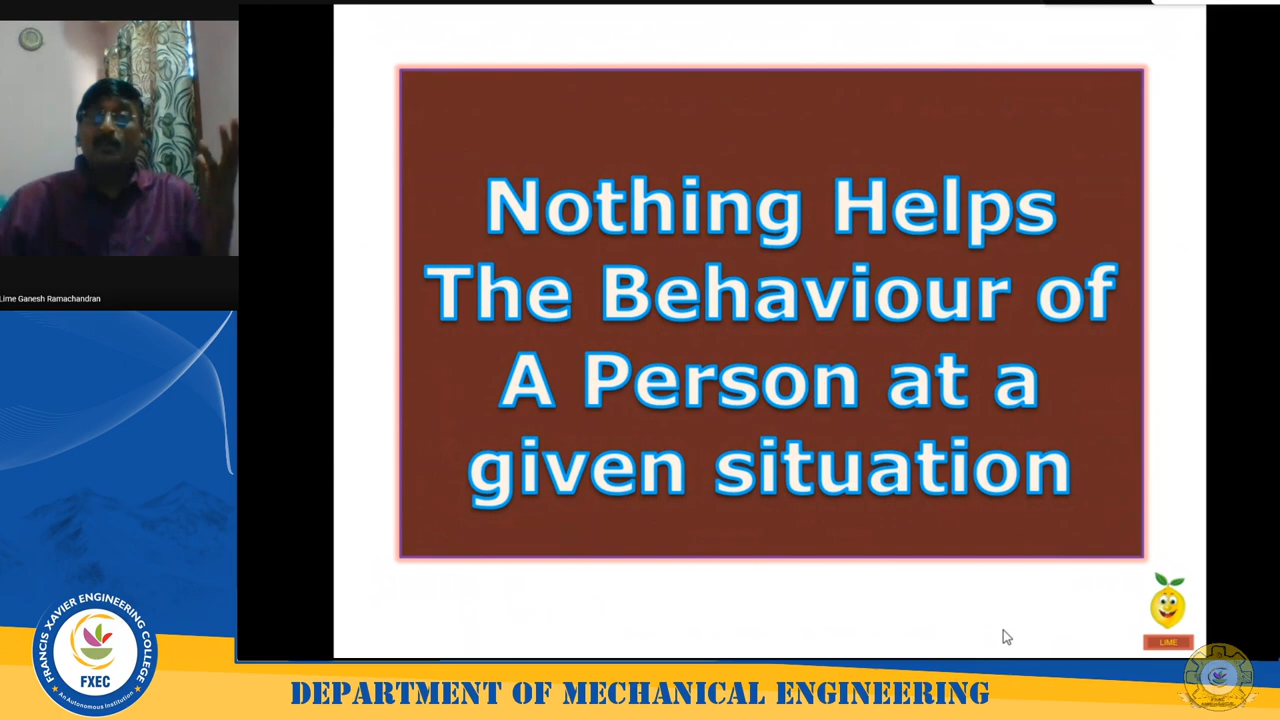 Nothing Helps
The Behaviour of
A Person at a
given situation
Lime Ganesh Ramachandran
LIME
FRANCIS XAVIER ENGINEERING COLLEGE
FXEC
An Autonomous Institution
DEPARTMENT OF MECHANICAL ENGINEERING